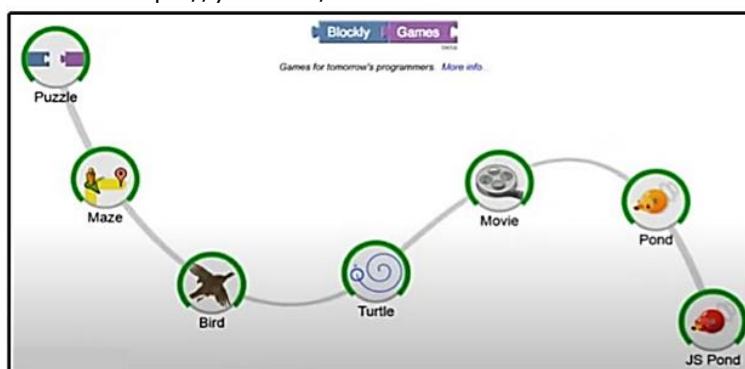 Blockly Games
Games for tomorrow's programmers. More info...
Puzzle
Maze
Bird
Turtle
Movie
Pond
JS Pond